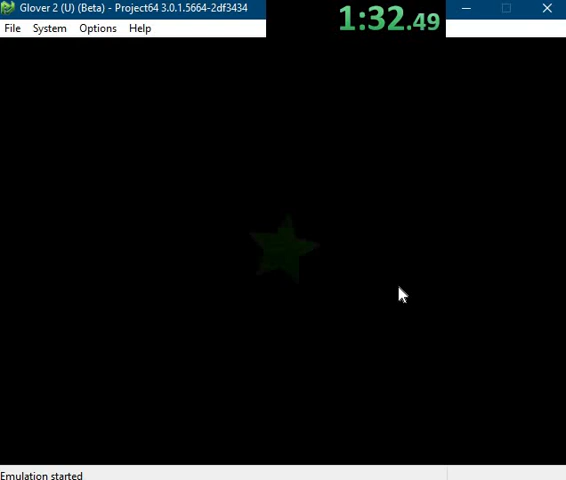 Glover 2 (U) (Beta) - Project64 3.0.1.5664-2df3434
1:32.49
File System Options Help
Emulation started